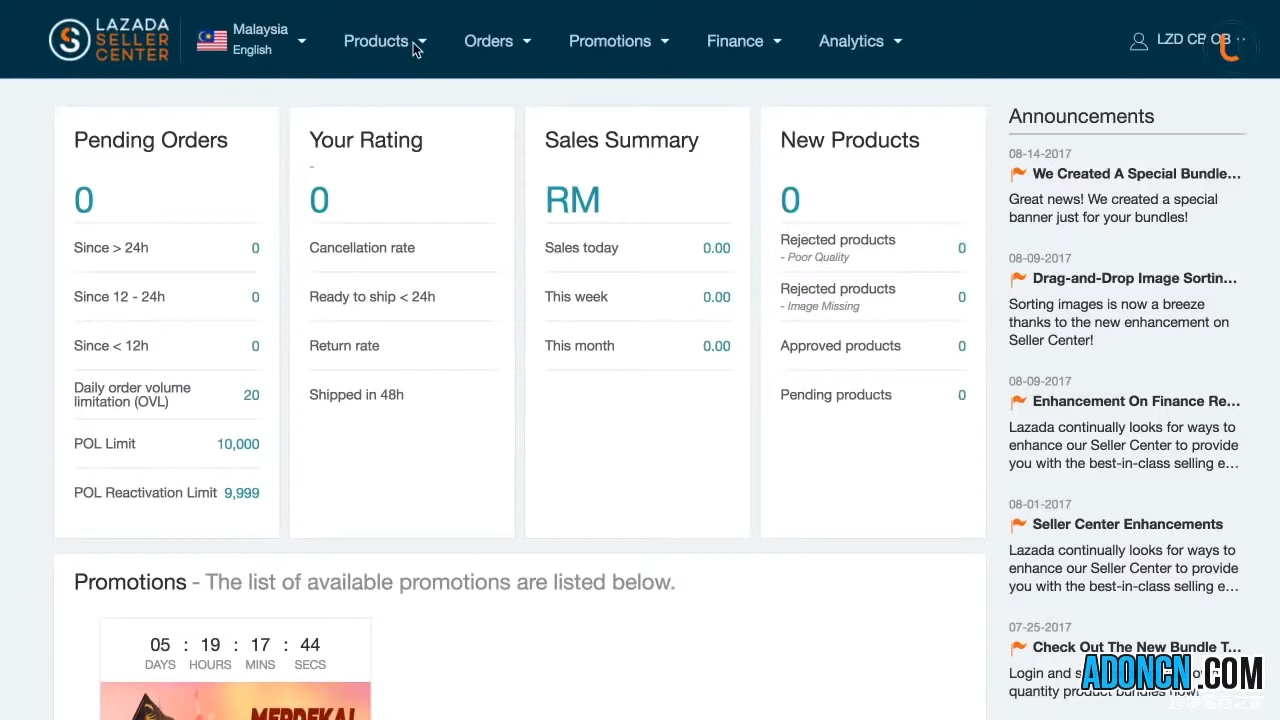 LAZADA
SELLER
CENTER
Malaysia
English
Products
Orders
Promotions
Finance
Analytics
LZD CB OB
Pending Orders
0
Since > 24h 0
Since 12 - 24h 0
Since < 12h 0
Daily order volume
limitation (OVL) 20
POL Limit 10,000
POL Reactivation Limit 9,999
Your Rating
-
0
Cancellation rate
Ready to ship < 24h
Return rate
Shipped in 48h
Sales Summary
RM
Sales today 0.00
This week 0.00
This month 0.00
New Products
0
Rejected products 0
- Poor Quality
Rejected products 0
- Image Missing
Approved products 0
Pending products 0
Announcements
08-14-2017
We Created A Special Bundle...
Great news! We created a special
banner just for your bundles!
08-09-2017
Drag-and-Drop Image Sortin...
Sorting images is now a breeze
thanks to the new enhancement on
Seller Center!
08-09-2017
Enhancement On Finance Re...
Lazada continually looks for ways to
enhance our Seller Center to provide
you with the best-in-class selling e...
08-01-2017
Seller Center Enhancements
Lazada continually looks for ways to
enhance our Seller Center to provide
you with the best-in-class selling e...
07-25-2017
Check Out The New Bundle T...
Login and
quantity product bundles now!
ADONCN.COM
Promotions - The list of available promotions are listed below.
05 : 19 : 17 : 44
DAYS HOURS MINS SECS
MERDEKA!